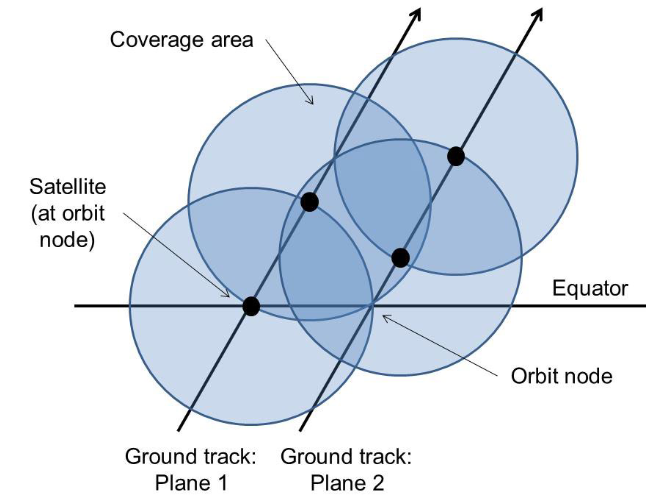 Coverage area
Satellite
(at orbit
node)
Equator
Orbit node
Ground track:
Plane 1
Ground track:
Plane 2